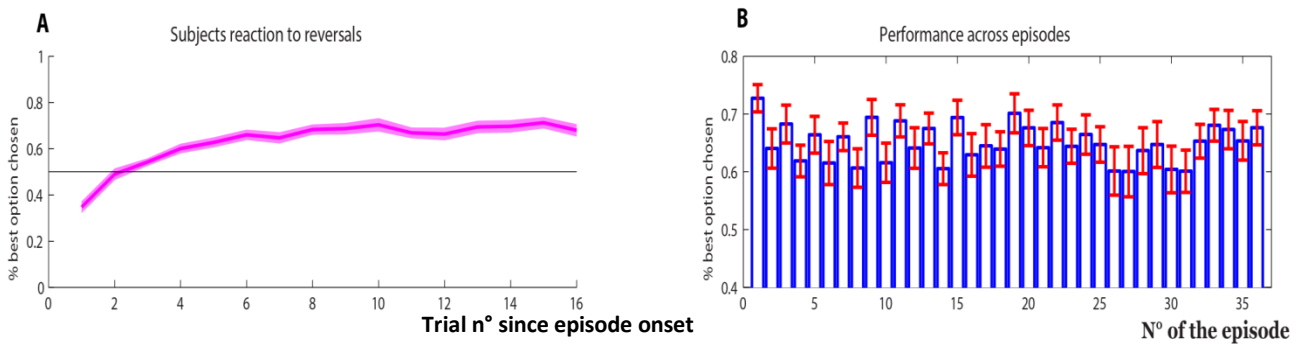 A
Subjects reaction to reversals
% best option chosen
1
0.8
0.6
0.4
0.2
0
0 2 4 6 8 10 12 14 16
Trial n° since episode onset
B
Performance across episodes
% best option chosen
0.8
0.7
0.6
0.5
0.4
0 5 10 15 20 25 30 35
N° of the episode